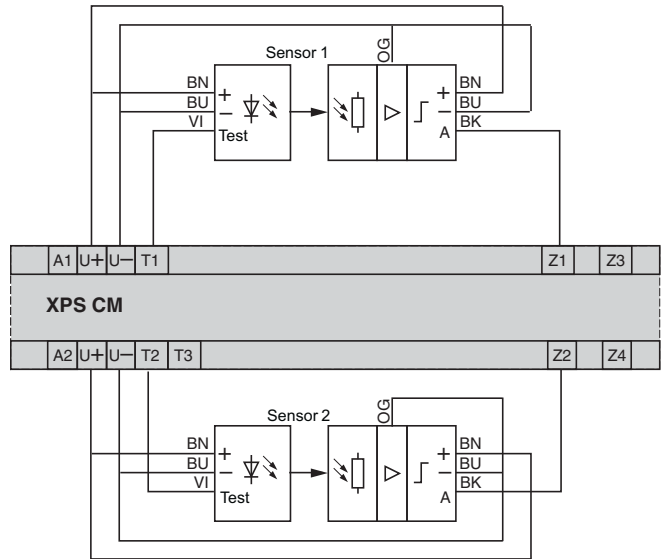 Sensor 1
OG
BN
+
BN
+
BU
−
BU
−
VI
BK
Test
A
A1 U+ U− T1 Z1 Z3
XPS CM
A2 U+ U− T2 T3 Z2 Z4
Sensor 2
OG
BN
+
BN
+
BU
−
BU
−
VI
BK
Test
A